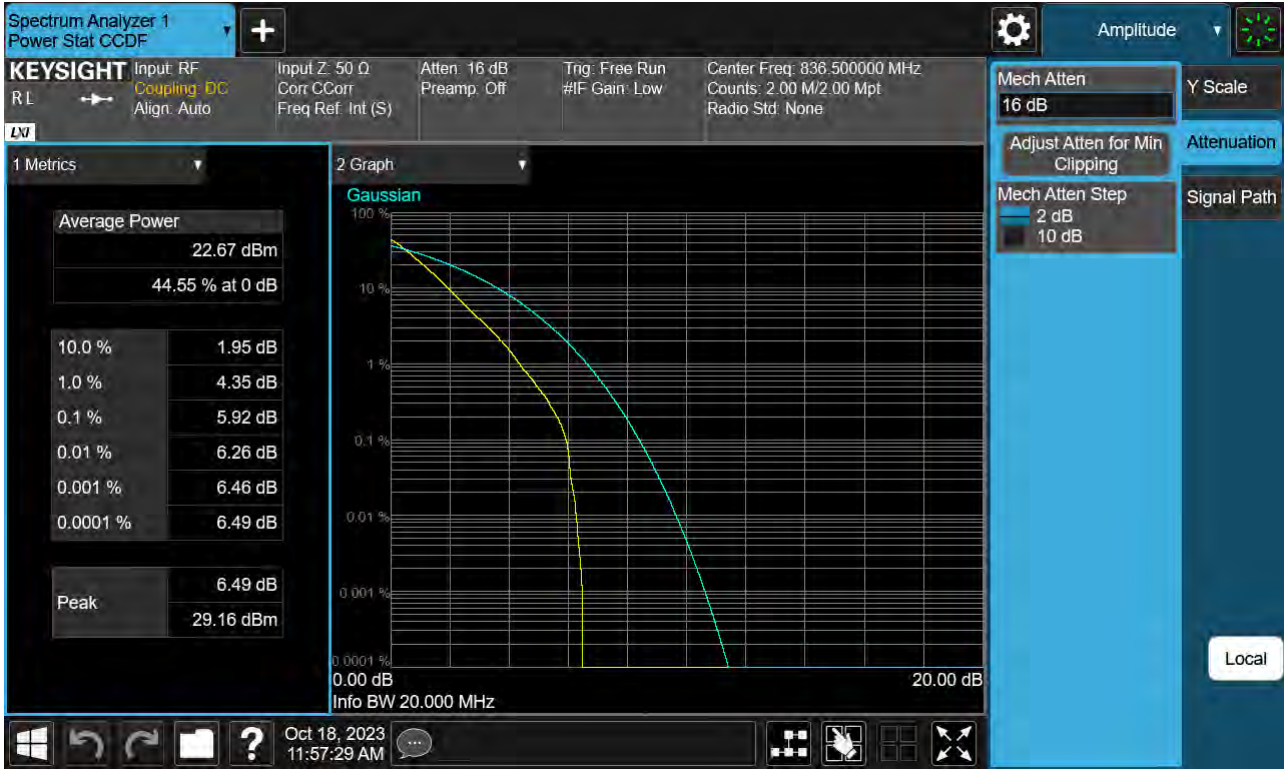 Spectrum Analyzer 1
Power Stat CCDF
Amplitude
KEYSIGHT
R L
LXI
Input: RF
Coupling: DC
Align: Auto
Input Z: 50 Ω
Corr CCorr
Freq Ref: Int (S)
Atten: 16 dB
Preamp: Off
Trig: Free Run
#IF Gain: Low
Center Freq: 836.500000 MHz
Counts: 2.00 M/2.00 Mpt
Radio Std: None
Mech Atten
16 dB
Adjust Atten for Min
Clipping
Mech Atten Step
2 dB
10 dB
Y Scale
Attenuation
Signal Path
1 Metrics
Average Power
22.67 dBm
44.55 % at 0 dB
10.0 % 1.95 dB
1.0 % 4.35 dB
0.1 % 5.92 dB
0.01 % 6.26 dB
0.001 % 6.46 dB
0.0001 % 6.49 dB
Peak
6.49 dB
29.16 dBm
2 Graph
Gaussian
100 %
10 %
1 %
0.1 %
0.01 %
0.001 %
0.0001 %
0.00 dB 20.00 dB
Info BW 20.000 MHz
Local
?
Oct 18, 2023
11:57:29 AM